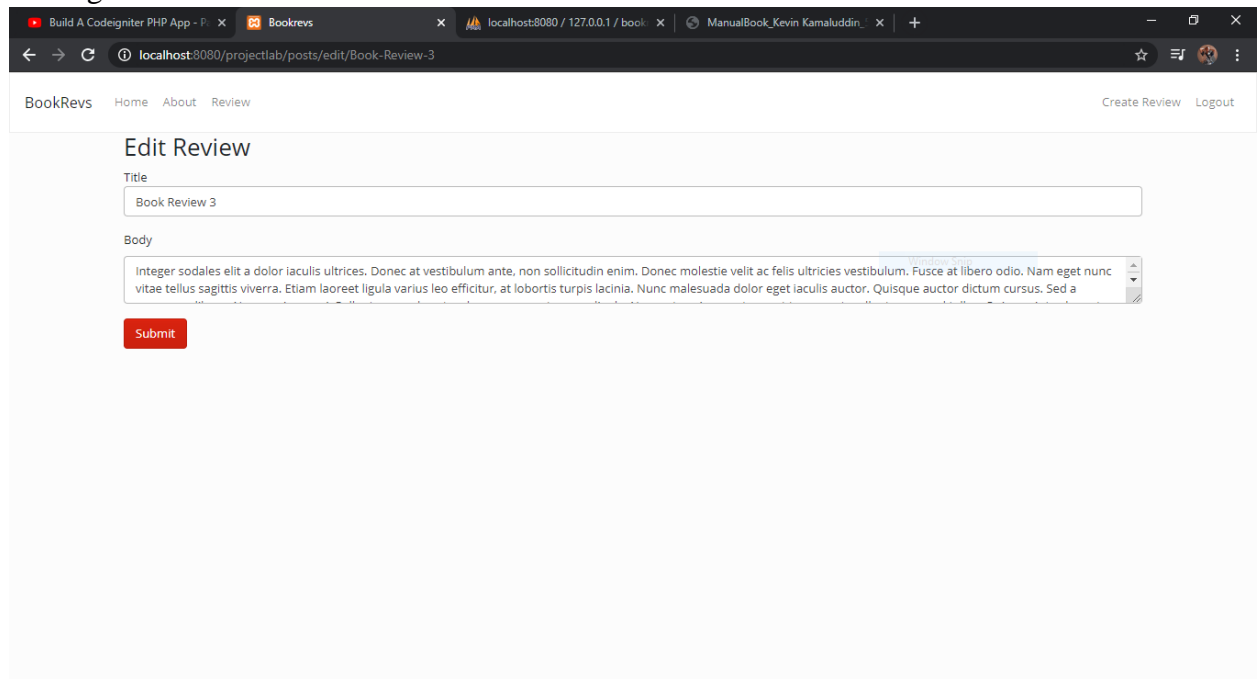 Build A Codeigniter PHP App - P
Bookrevs
localhost:8080 / 127.0.0.1 / book
ManualBook_Kevin Kamaluddin_
localhost:8080/projectlab/posts/edit/Book-Review-3
BookRevs Home About Review Create Review Logout
Edit Review
Title
Book Review 3
Body
Window Snip
Integer sodales elit a dolor iaculis ultrices. Donec at vestibulum ante, non sollicitudin enim. Donec molestie velit ac felis ultricies vestibulum. Fusce at libero odio. Nam eget nunc
vitae tellus sagittis viverra. Etiam laoreet ligula varius leo efficitur, at lobortis turpis lacinia. Nunc malesuada dolor eget iaculis auctor. Quisque auctor dictum cursus. Sed a
Submit